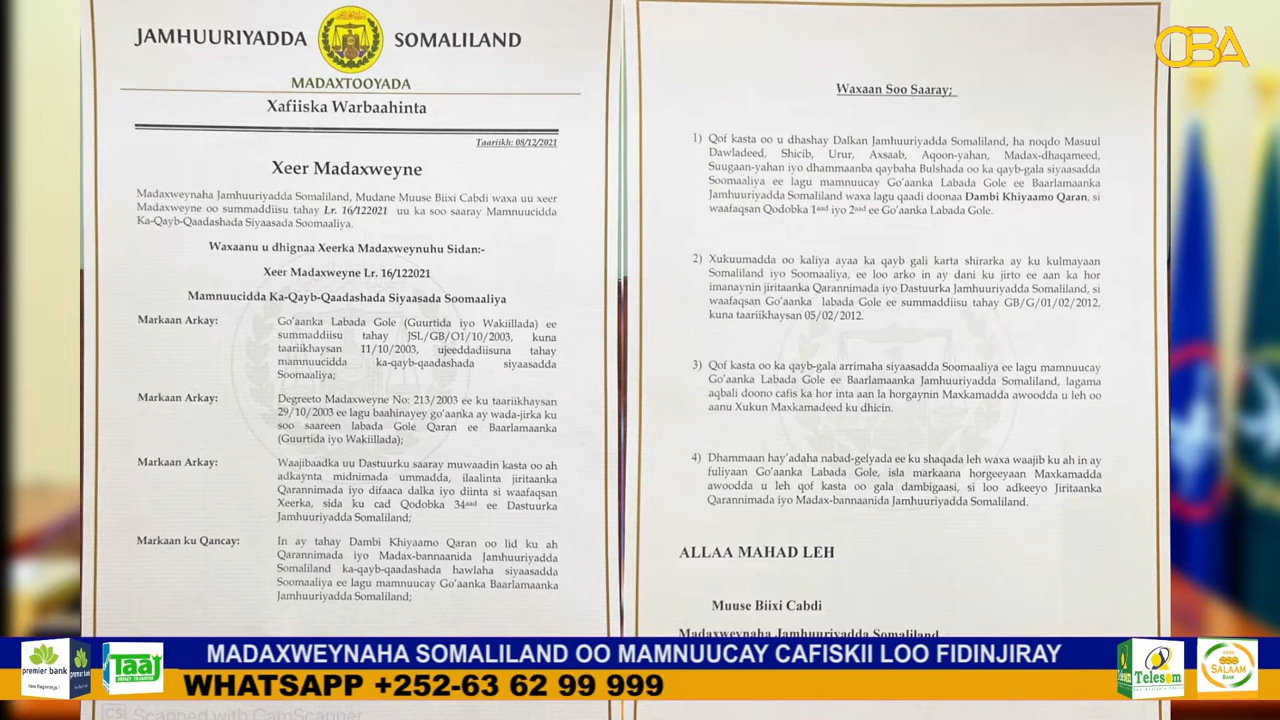 JAMHUURIYADDA SOMALILAND
MADAXTOOYADA
Xafiiska Warbaahinta
Taariikh: 08/12/2021
Xeer Madaxweyne
Madaxweynaha Jamhuuriyadda Somaliland, Mudane Muuse Biixi Cabdi waxa uu xeer
Madaxweyne oo summaddiisu tahay Lr. 16/122021 uu ka soo saaray Mamnuucidda
Ka-Qayb-Qaadashada Siyaasada Soomaaliya.
Waxaanu u dhignaa Xeerka Madaxweynuhu Sidan:-
Xeer Madaxweyne Lr. 16/122021
Mamnuucidda Ka-Qayb-Qaadashada Siyaasada Soomaaliya
Markaan Arkay: Go'aanka Labada Gole (Guurtida iyo Wakiillada) ee
summaddiisu tahay JSL/GB/O1/10/2003, kuna
taariikhaysan 11/10/2003, ujeeddadiisuna tahay
mamnuucidda ka-qayb-qaadashada siyaasadda
Soomaaliya;
Markaan Arkay: Degreeto Madaxweyne No: 213/2003 ee ku taariikhaysan
29/10/2003 ee lagu baahinayey go'aanka ay wada-jirka ku
soo saareen labada Gole Qaran ee Baarlamaanka
(Guurtida iyo Wakiillada);
Markaan Arkay: Waajibaadka uu Dastuurku saaray muwaadin kasta oo ah
adkaynta midnimada ummadda, ilaalinta jiritaanka
Qarannimada iyo difaaca dalka iyo diinta si waafaqsan
Xeerka, sida ku cad Qodobka 34aad ee Dastuurka
Jamhuuriyadda Somaliland;
Markaan ku Qancay: In ay tahay Dambi Khiyaamo Qaran oo lid ku ah
Qarannimada iyo Madax-bannaanida Jamhuuriyadda
Somaliland ka-qayb-qaadashada hawlaha siyaasadda
Soomaaliya ee lagu mamnuucay Go'aanka Baarlamaanka
Jamhuuriyadda Somaliland;
Waxaan Soo Saaray;
1) Qof kasta oo u dhashay Dalkan Jamhuuriyadda Somaliland, ha noqdo Masuul
Dawladeed, Shicib, Urur, Axsaab, Aqoon-yahan, Madax-dhaqameed,
Suugaan-yahan iyo dhammaanba qaybaha Bulshada oo ka qayb-gala siyaasadda
Soomaaliya ee lagu mamnuucay Go'aanka Labada Gole ee Baarlamaanka
Jamhuuriyadda Somaliland waxa lagu qaadi doonaa Dambi Khiyaamo Qaran, si
waafaqsan Qodobka 1aad iyo 2aad ee Go'aanka Labada Gole.
2) Xukuumadda oo kaliya ayaa ka qayb gali karta shirarka ay ku kulmayaan
Somaliland iyo Soomaaliya, ee loo arko in ay dani ku jirto ee aan ka hor
imanaynin jiritaanka Qarannimada iyo Dastuurka Jamhuuriyadda Somaliland, si
waafaqsan Go'aanka labada Gole ee summaddiisu tahay GB/G/01/02/2012,
kuna taariikhaysan 05/02/2012.
3) Qof kasta oo ka qayb-gala arrimaha siyaasadda Soomaaliya ee lagu mamnuucay
Go'aanka Labada Gole ee Baarlamaanka Jamhuuriyadda Somaliland, lagama
aqbali doono cafis ka hor inta aan la horgaynin Maxkamadda awoodda u leh oo
aanu Xukun Maxkamadeed ku dhicin.
4) Dhammaan hay'adaha nabad-gelyada ee ku shaqada leh waxa waajib ku ah in ay
fuliyaan Go'aanka Labada Gole, isla markaana horgeeyaan Maxkamadda
awoodda u leh qof kasta oo gala dambigaasi, si loo adkeeyo Jiritaanka
Qarannimada iyo Madax-bannaanida Jamhuuriyadda Somaliland.
ALLAA MAHAD LEH
Muuse Biixi Cabdi
Madaxweynaha Jamhuuriyadda Somaliland
CBA
MADAXWEYNAHA SOMALILAND OO MAMNUUCAY CAFISKII LOO FIDINJIRAY
WHATSAPP +252-63 62 99 999
premier bank
premier bank
Taaj
MONEY TRANSFER
Telesom
SALAAM
BANK
CS Scanned with CamScanner